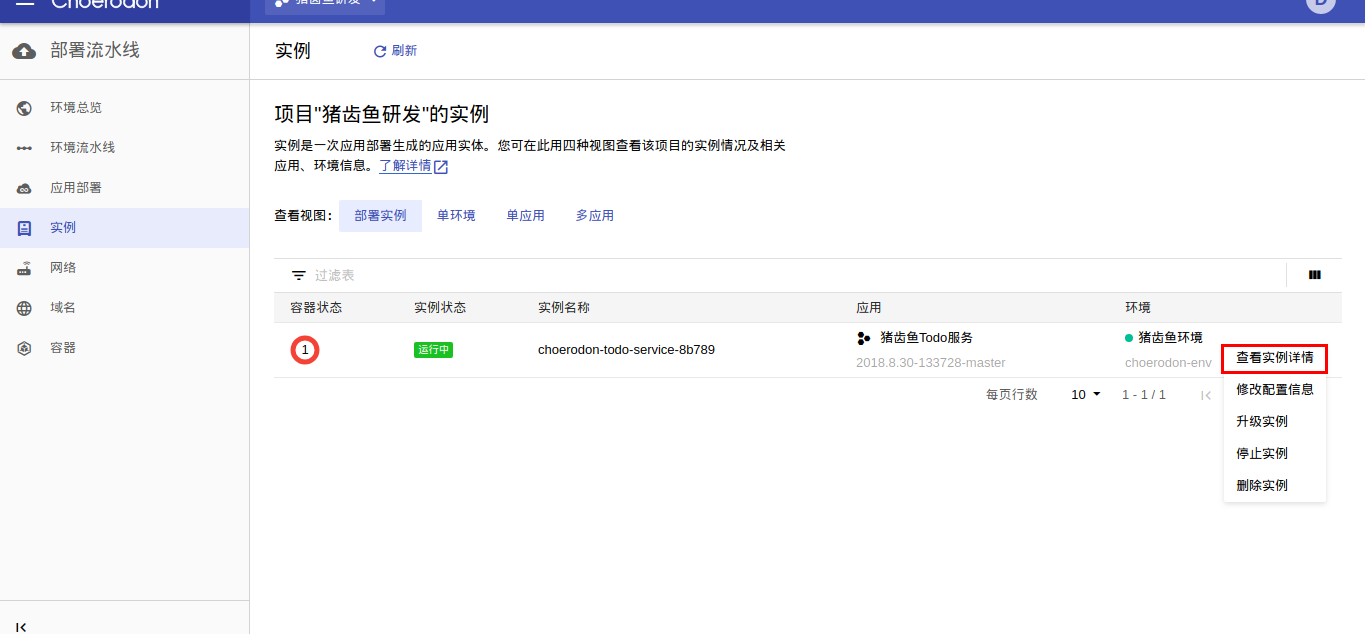 Choerodon
猪齿鱼研发
D
部署流水线
实例
刷新
环境总览
环境流水线
应用部署
实例
网络
域名
容器
项目"猪齿鱼研发"的实例
实例是一次应用部署生成的应用实体。您可在此用四种视图查看该项目的实例情况及相关
应用、环境信息。了解详情
查看视图： 部署实例 单环境 单应用 多应用
过滤表
容器状态 实例状态 实例名称 应用 环境
1 运行中 choerodon-todo-service-8b789 猪齿鱼Todo服务 猪齿鱼环境
2018.8.30-133728-master choerodon-env
每页行数 10 1 - 1 / 1
查看实例详情
修改配置信息
升级实例
停止实例
删除实例